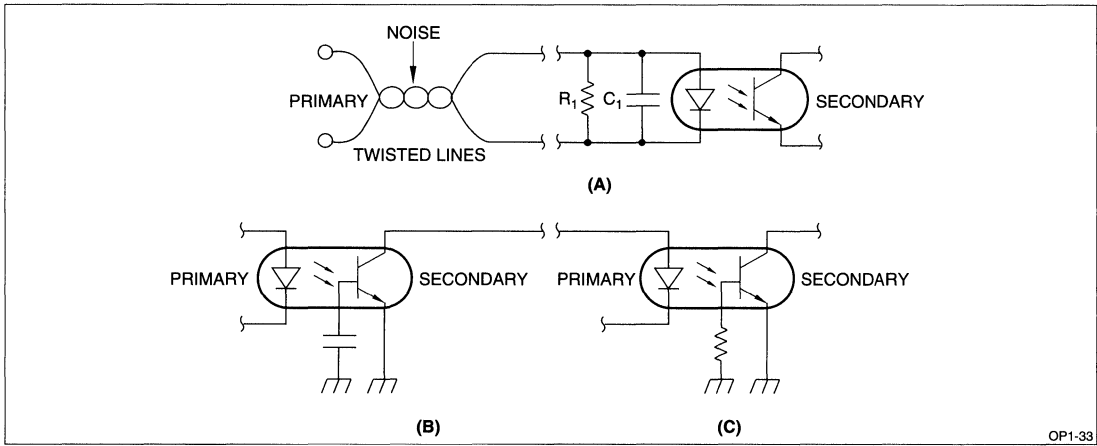 NOISE
PRIMARY
R1 C1
SECONDARY
TWISTED LINES
(A)
PRIMARY SECONDARY PRIMARY SECONDARY
(B) (C)
OP1-33